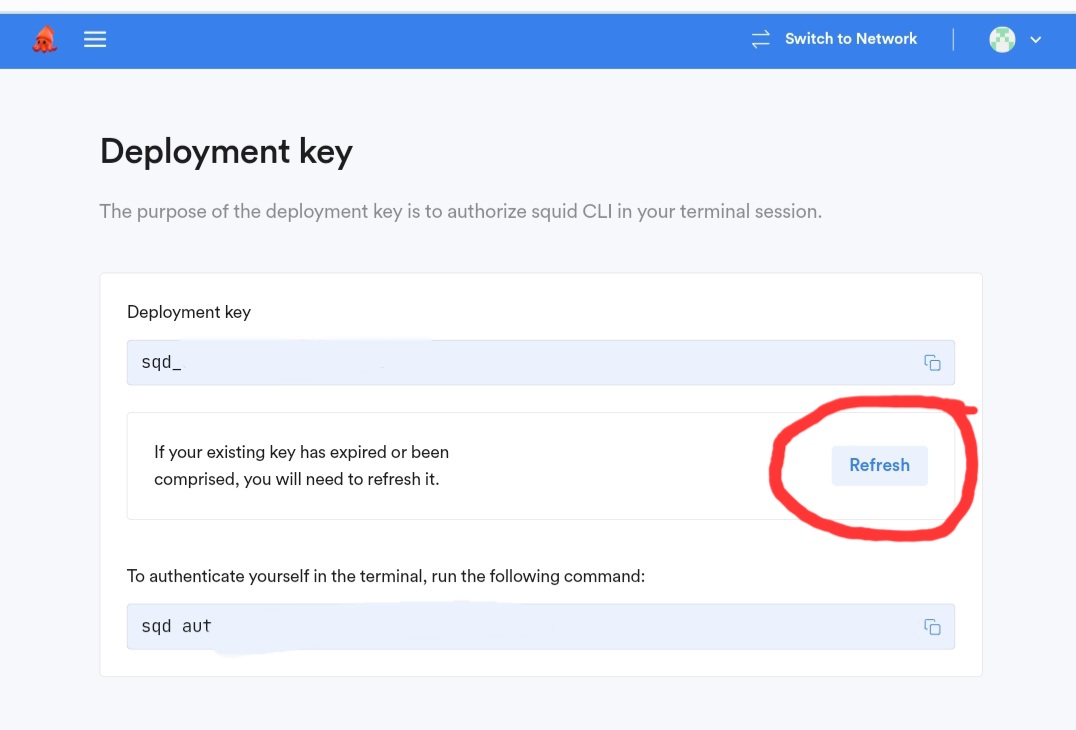 Switch to Network
Deployment key
The purpose of the deployment key is to authorize squid CLI in your terminal session.
Deployment key
sqd_
If your existing key has expired or been
comprised, you will need to refresh it.
Refresh
To authenticate yourself in the terminal, run the following command:
sqd aut